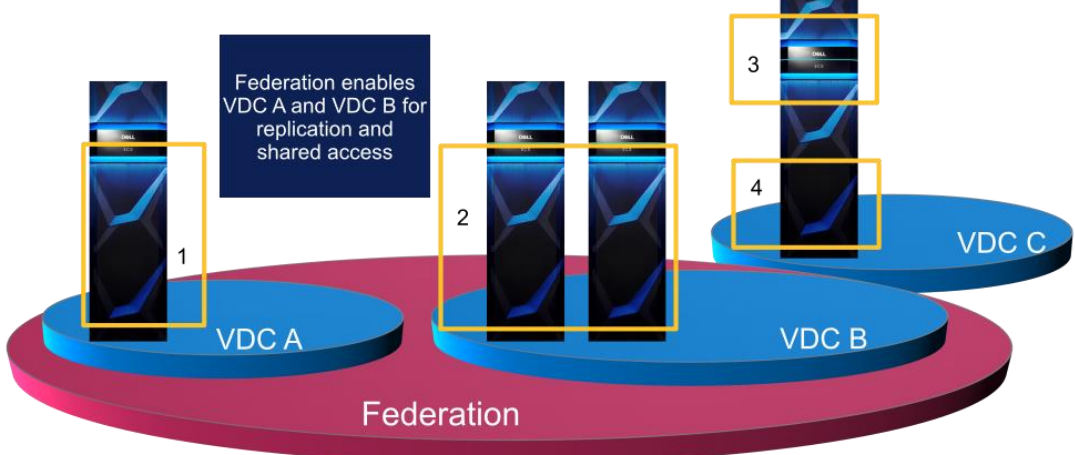 Federation enables
VDC A and VDC B for
replication and
shared access
DELL
ECS
1
DELL
ECS
DELL
ECS
2
DELL
ECS
3
4
VDC A
VDC B
VDC C
Federation